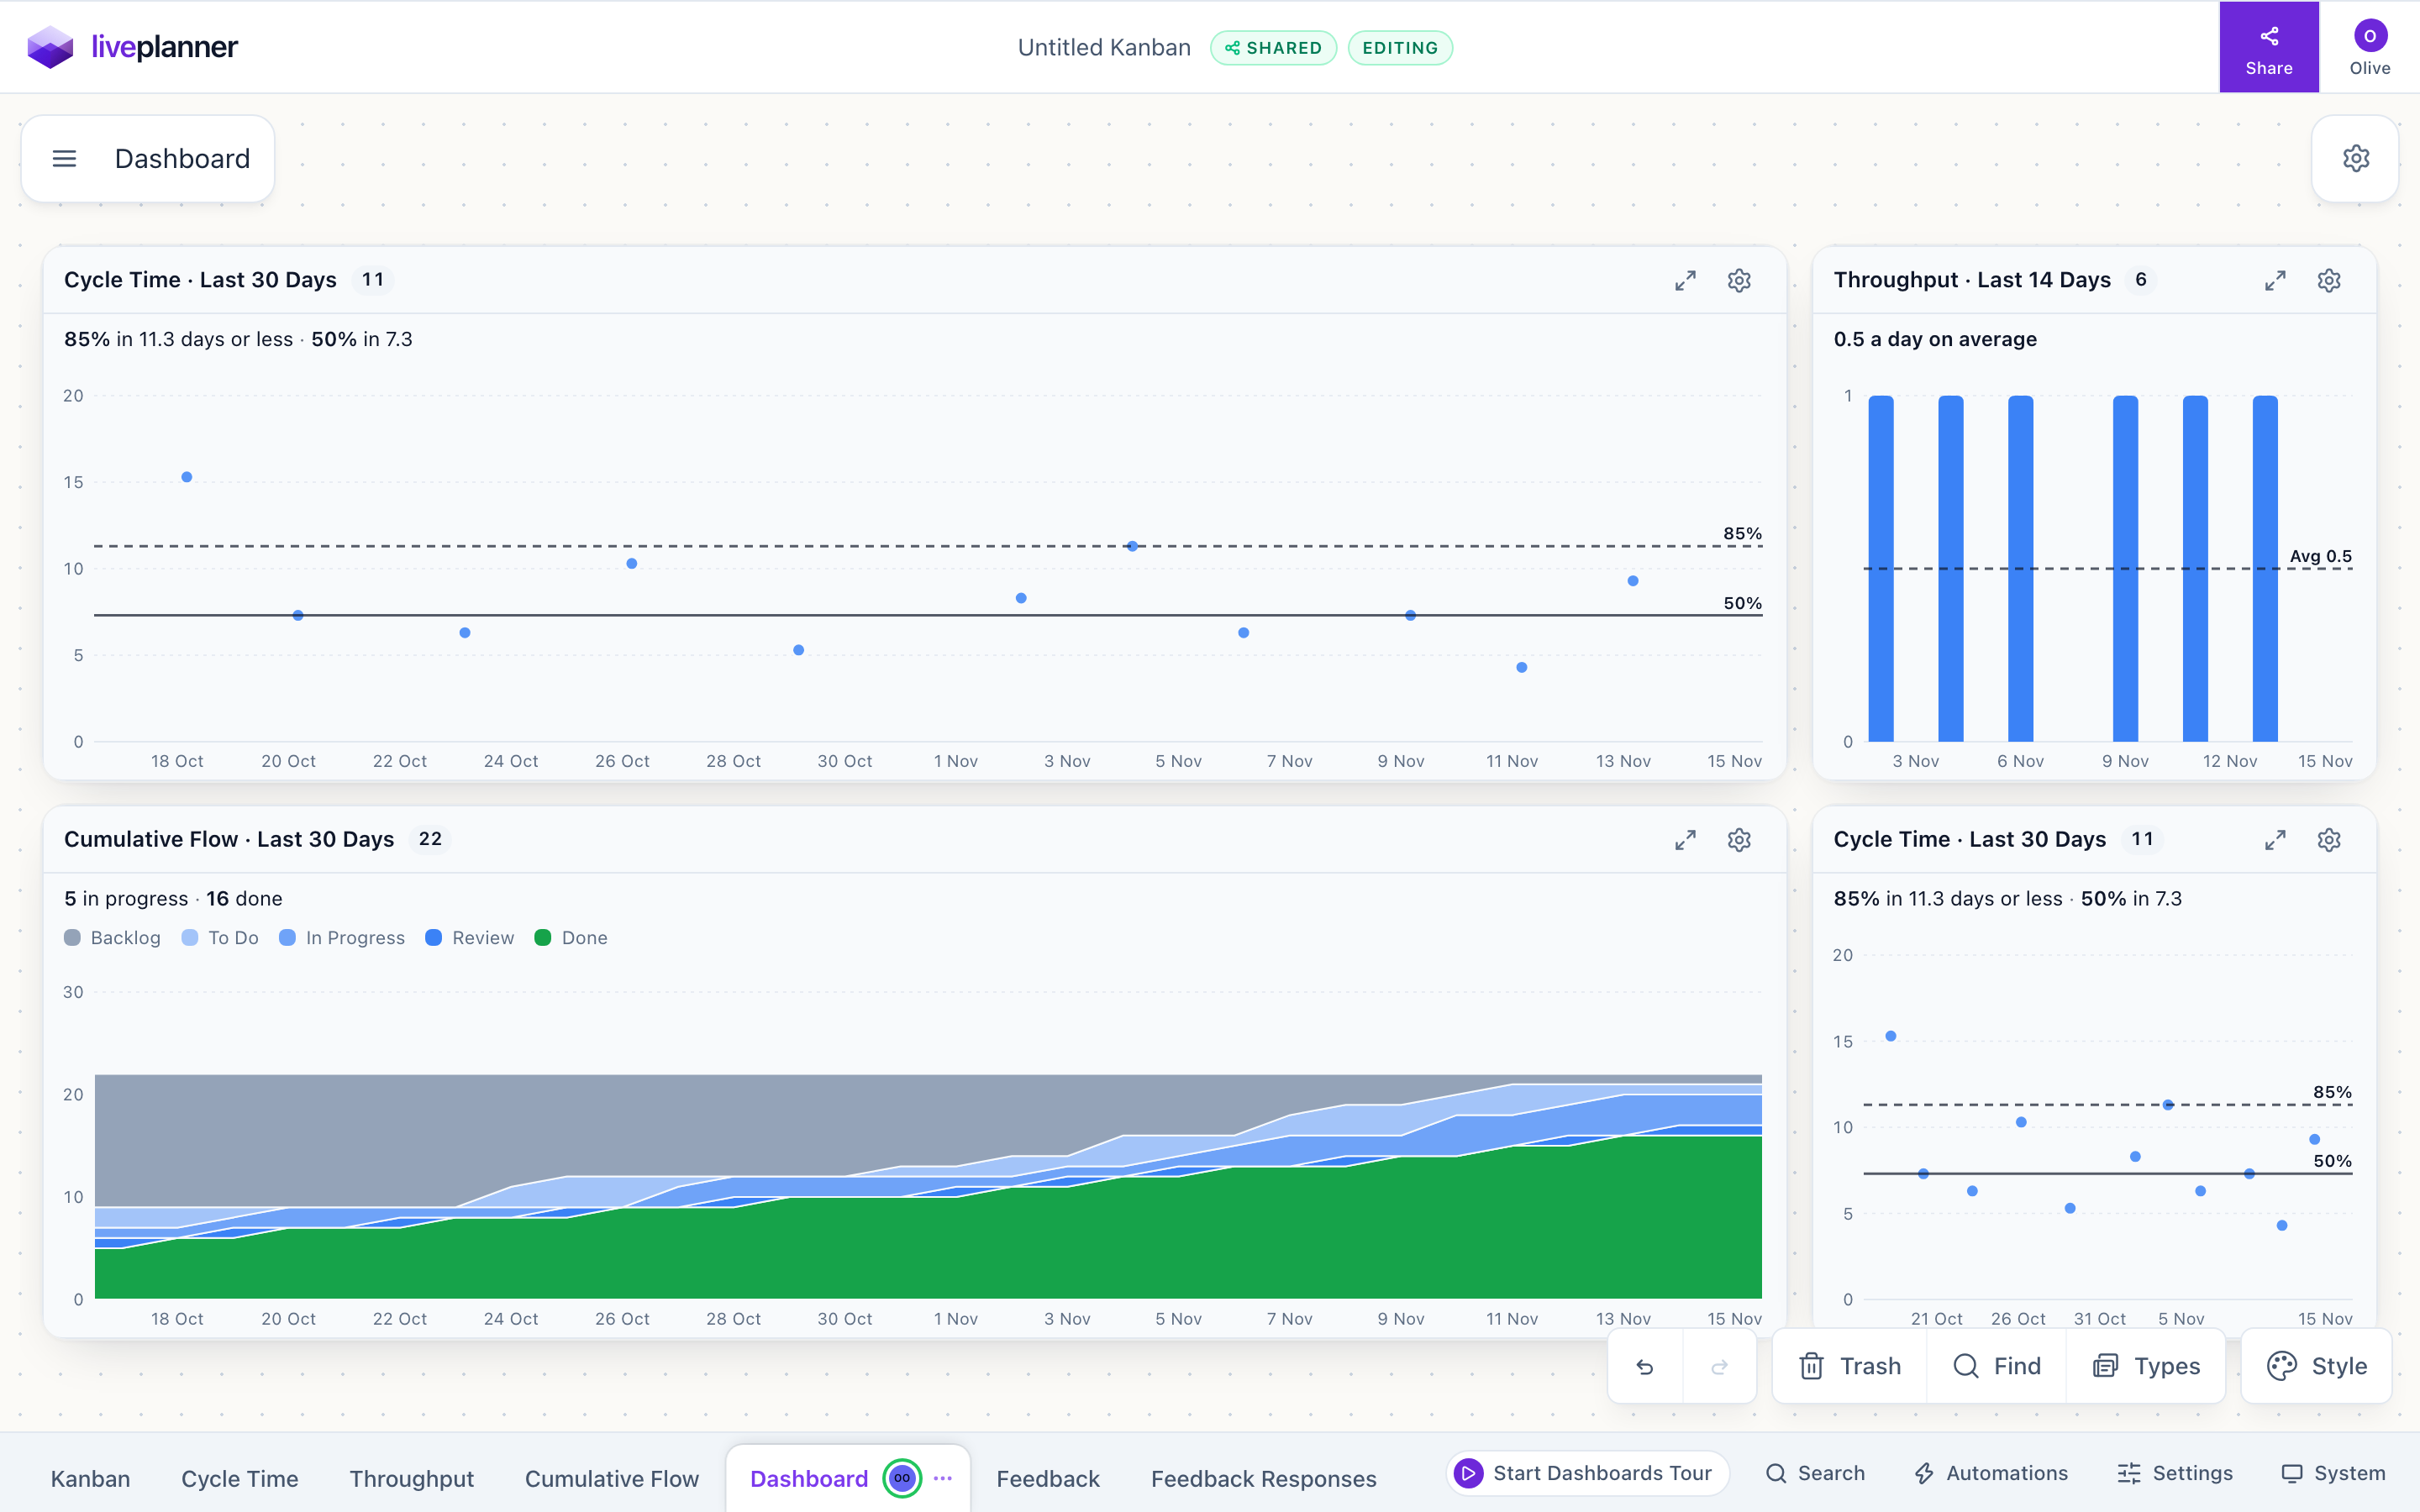 liveplanner
Untitled Kanban
SHARED
EDITING
Share
O
Olive
Dashboard
Cycle Time · Last 30 Days 11
85% in 11.3 days or less · 50% in 7.3
20
15
10
5
0
85%
50%
18 Oct 20 Oct 22 Oct 24 Oct 26 Oct 28 Oct 30 Oct 1 Nov 3 Nov 5 Nov 7 Nov 9 Nov 11 Nov 13 Nov 15 Nov
Throughput · Last 14 Days 6
0.5 a day on average
1
Avg 0.5
0
3 Nov 6 Nov 9 Nov 12 Nov 15 Nov
Cumulative Flow · Last 30 Days 22
5 in progress · 16 done
Backlog To Do In Progress Review Done
30
20
10
0
18 Oct 20 Oct 22 Oct 24 Oct 26 Oct 28 Oct 30 Oct 1 Nov 3 Nov 5 Nov 7 Nov 9 Nov 11 Nov 13 Nov 15 Nov
Cycle Time · Last 30 Days 11
85% in 11.3 days or less · 50% in 7.3
20
15
10
5
0
85%
50%
21 Oct 26 Oct 31 Oct 5 Nov 15 Nov
Trash Find Types Style
Kanban Cycle Time Throughput Cumulative Flow Dashboard OO Feedback Feedback Responses Start Dashboards Tour Search Automations Settings System